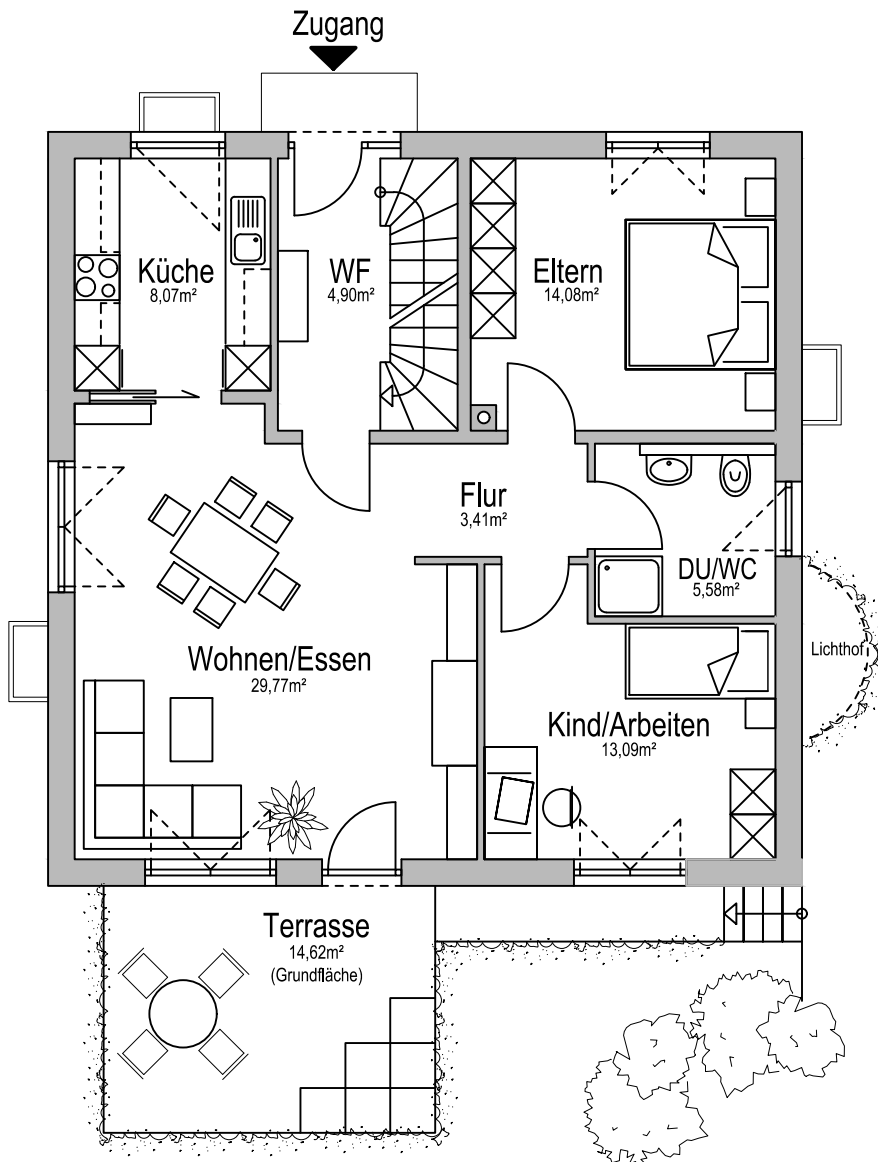 Zugang
Küche
8,07m²
WF
4,90m²
Eltern
14,08m²
Flur
3,41m²
DU/WC
5,58m²
Lichthof
Wohnen/Essen
29,77m²
Kind/Arbeiten
13,09m²
Terrasse
14,62m²
(Grundfläche)